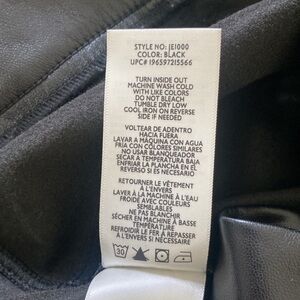 STYLE NO: JE1000
COLOR: BLACK
UPC# 196597215566
TURN INSIDE OUT
MACHINE WASH COLD
WITH LIKE COLORS
DO NOT BLEACH
TUMBLE DRY LOW
COOL IRON ON REVERSE
SIDE IF NEEDED
VOLTEAR DE ADENTRO
HACIA FUERA
LAVAR A MAQUINA CON AGUA
FRIA CON COLORES SIMILARES
NO USAR BLANQUEADOR
SECAR A TEMPERATURA BAJA
ENFRIAR LA PLANCHA EN EL
REVERSO SI ES NECESARIO
RETOURNER LE VÊTEMENT
À L'ENVERS
LAVER À LA MACHINE À L'EAU
FROIDE AVEC COULEURS
SEMBLABLES
NE PAS BLANCHIR
SÉCHER EN MACHINE À BASSE
TEMPÉRATURE
REFROIDIR LE FER À REPASSER
À L'ENVERS SI NÉCESSAIRE
30